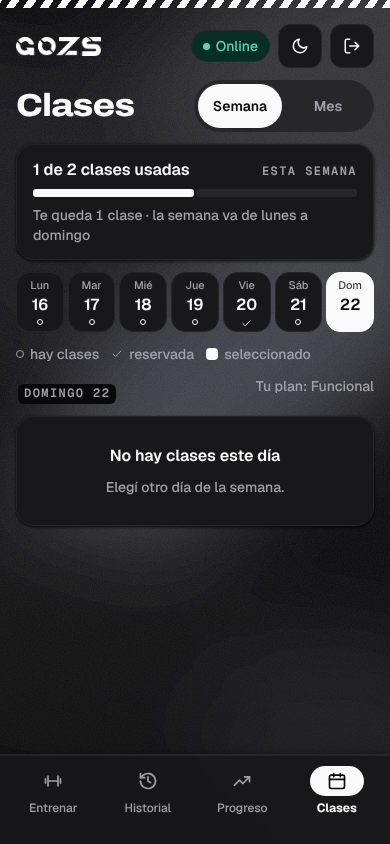 GOZS
Online
Clases
Semana
Mes
1 de 2 clases usadas
ESTA SEMANA
Te queda 1 clase · la semana va de lunes a
domingo
Lun
16
Mar
17
Mié
18
Jue
19
Vie
20
Sáb
21
Dom
22
hay clases
reservada
seleccionado
Tu plan: Funcional
DOMINGO 22
No hay clases este día
Elegí otro día de la semana.
Entrenar
Historial
Progreso
Clases